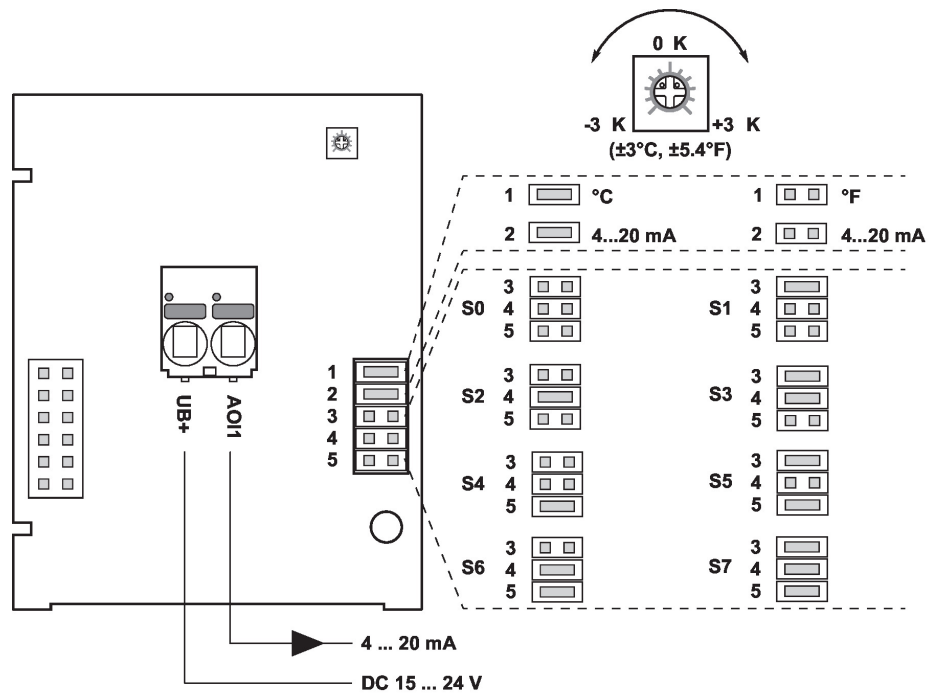 0 K
-3 K +3 K
(±3°C, ±5.4°F)
1 °C 1 °F
2 4...20 mA 2 4...20 mA
S0 3 4 5
S1 3 4 5
S2 3 4 5
S3 3 4 5
S4 3 4 5
S5 3 4 5
S6 3 4 5
S7 3 4 5
1
2
3
4
5
UB+
AOI1
4 ... 20 mA
DC 15 ... 24 V